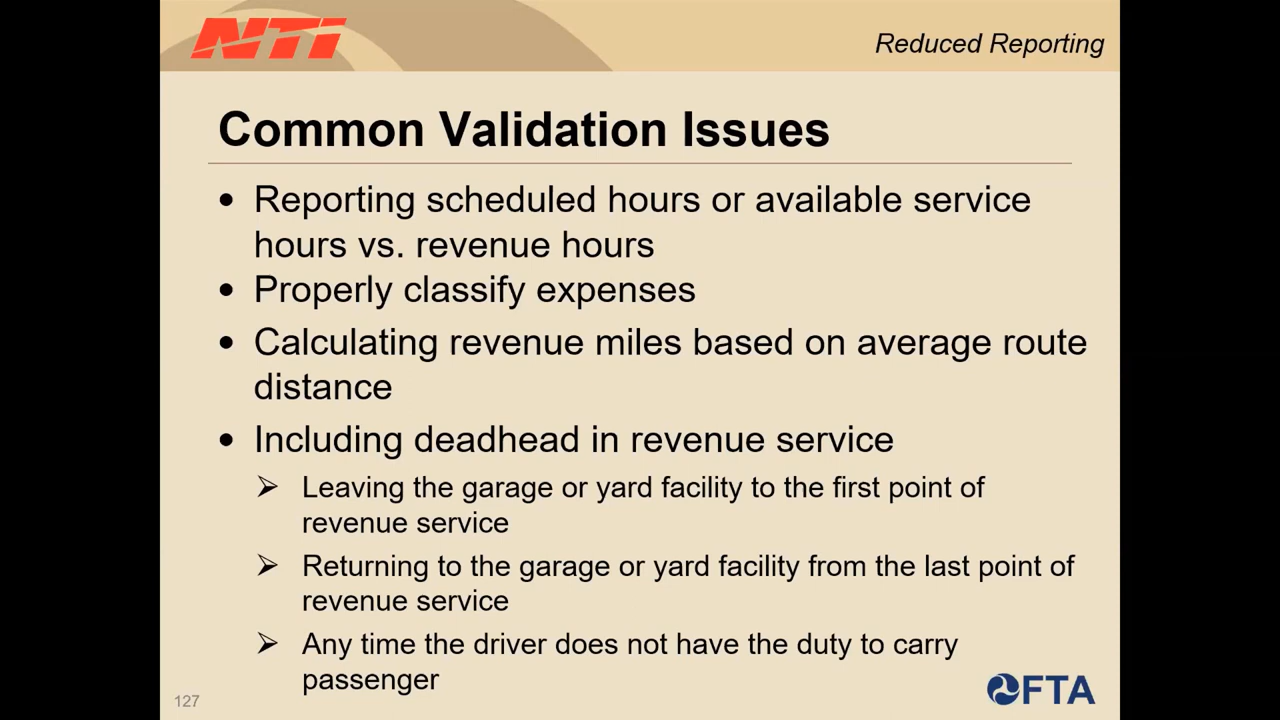 NTI
Reduced Reporting
Common Validation Issues
• Reporting scheduled hours or available service
hours vs. revenue hours
• Properly classify expenses
• Calculating revenue miles based on average route
distance
• Including deadhead in revenue service
➢ Leaving the garage or yard facility to the first point of
revenue service
➢ Returning to the garage or yard facility from the last point of
revenue service
➢ Any time the driver does not have the duty to carry
passenger
127
FTA